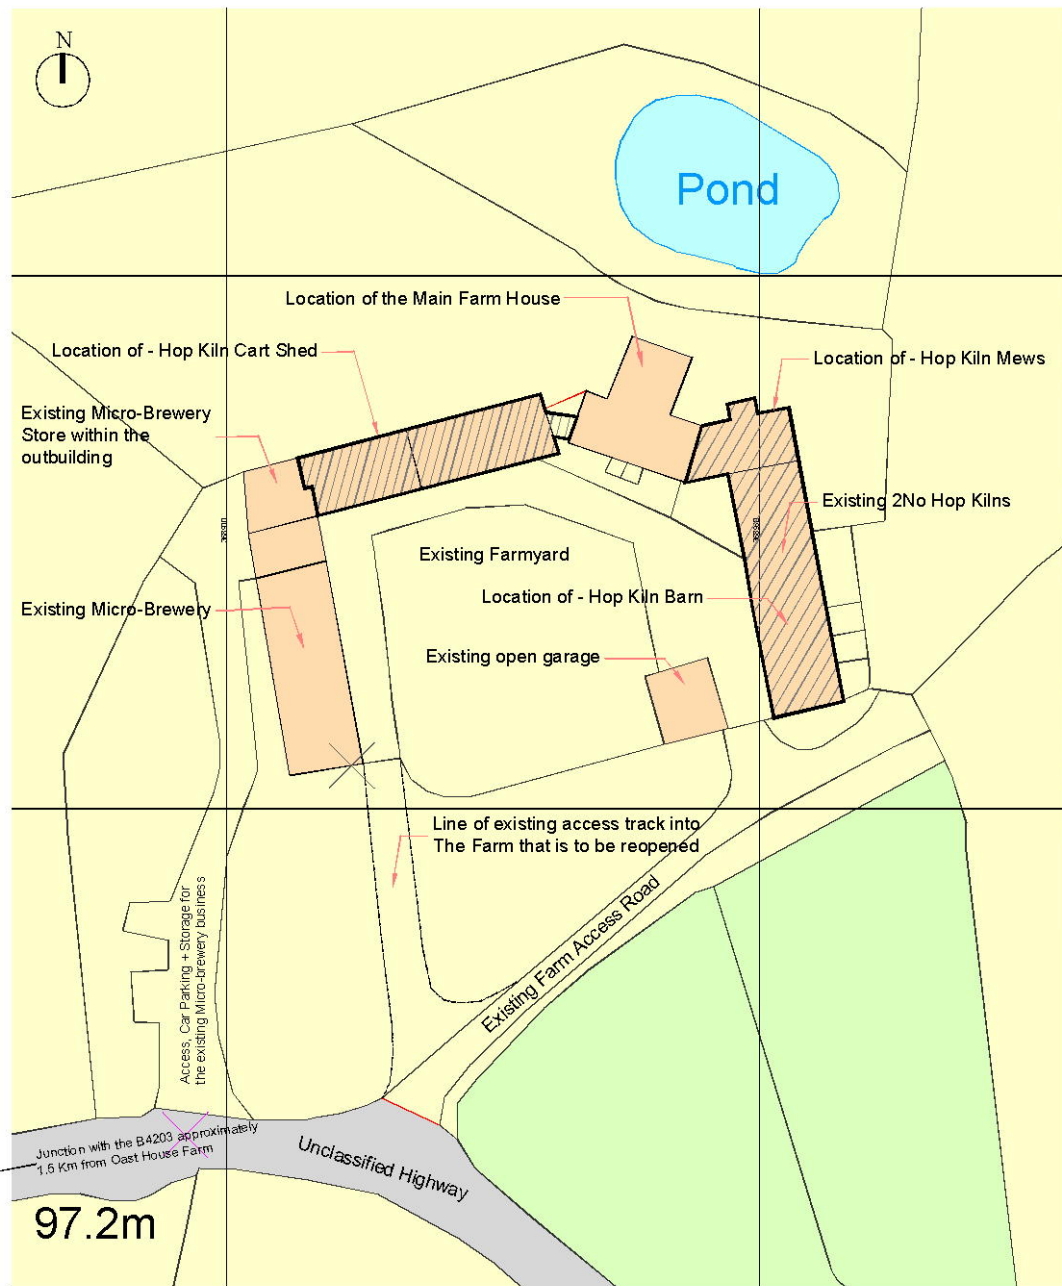 N
Pond
Location of the Main Farm House
Location of - Hop Kiln Cart Shed
Location of - Hop Kiln Mews
Existing Micro-Brewery
Store within the
outbuilding
Existing 2No Hop Kilns
Existing Farmyard
Location of - Hop Kiln Barn
Existing Micro-Brewery
Existing open garage
Line of existing access track into
The Farm that is to be reopened
Access, Car Parking + Storage for
the existing Micro-brewery business
Existing Farm Access Road
Junction with the B4203 approximately
1.5 Km from Oast House Farm
Unclassified Highway
97.2m